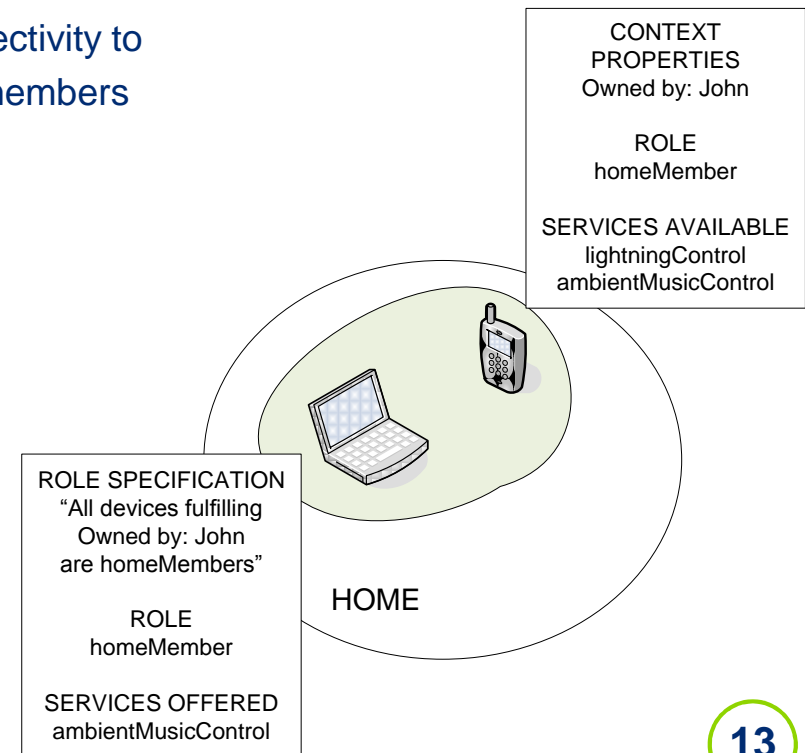 ectivity to
members
CONTEXT
PROPERTIES
Owned by: John
ROLE
homeMember
SERVICES AVAILABLE
lightningControl
ambientMusicControl
ROLE SPECIFICATION
“All devices fulfilling
Owned by: John
are homeMembers”
ROLE
homeMember
SERVICES OFFERED
ambientMusicControl
HOME
13